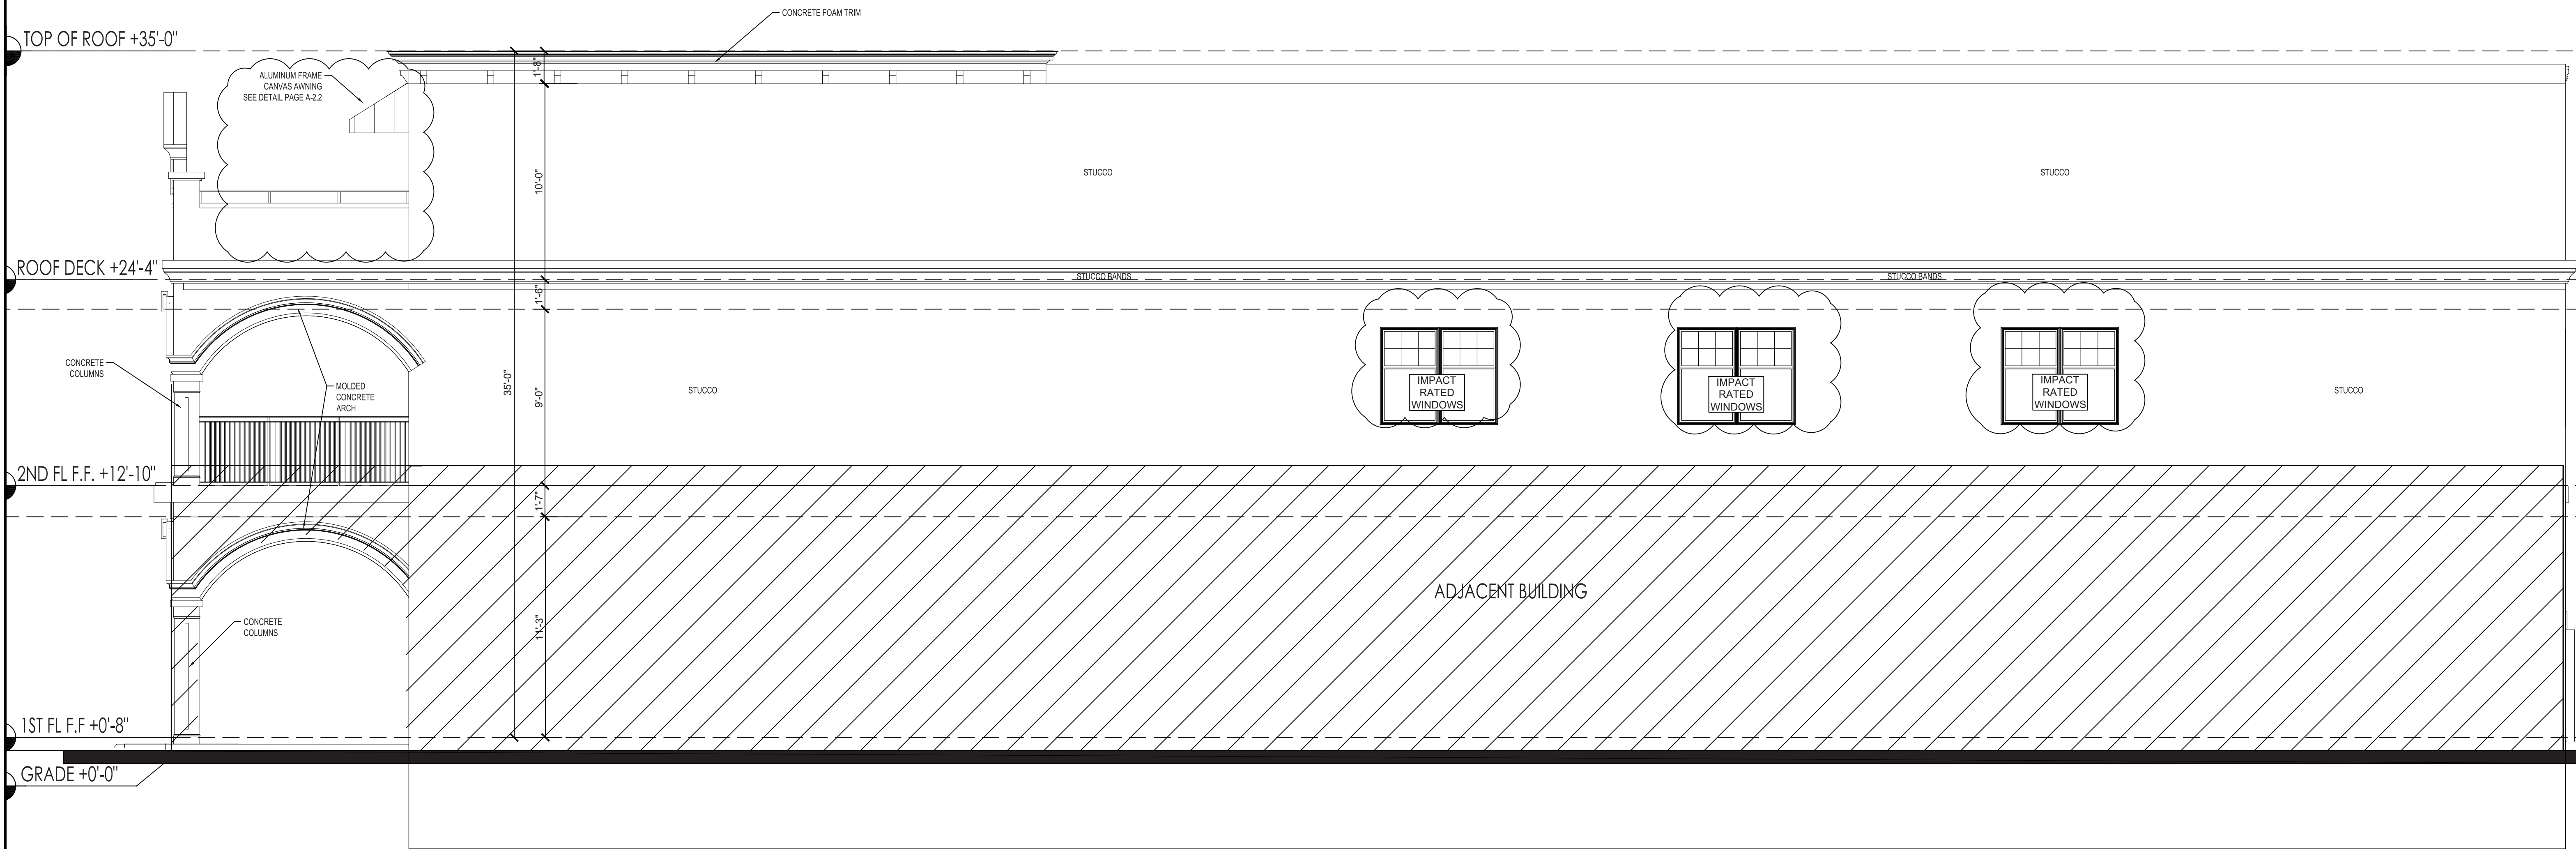 CONCRETE FOAM TRIM
TOP OF ROOF +35'-0"
1'-8"
ALUMINUM FRAME
CANVAS AWNING
SEE DETAIL PAGE A-2.2
STUCCO
STUCCO
10'-0"
ROOF DECK +24'-4"
STUCCO BANDS
STUCCO BANDS
1'-6"
CONCRETE
COLUMNS
MOLDED
CONCRETE
ARCH
35'-0"
9'-0"
STUCCO
IMPACT
RATED
WINDOWS
IMPACT
RATED
WINDOWS
IMPACT
RATED
WINDOWS
STUCCO
2ND FL F.F. +12'-10"
1'-7"
ADJACENT BUILDING
CONCRETE
COLUMNS
11'-3"
1ST FL F.F +0'-8"
GRADE +0'-0"